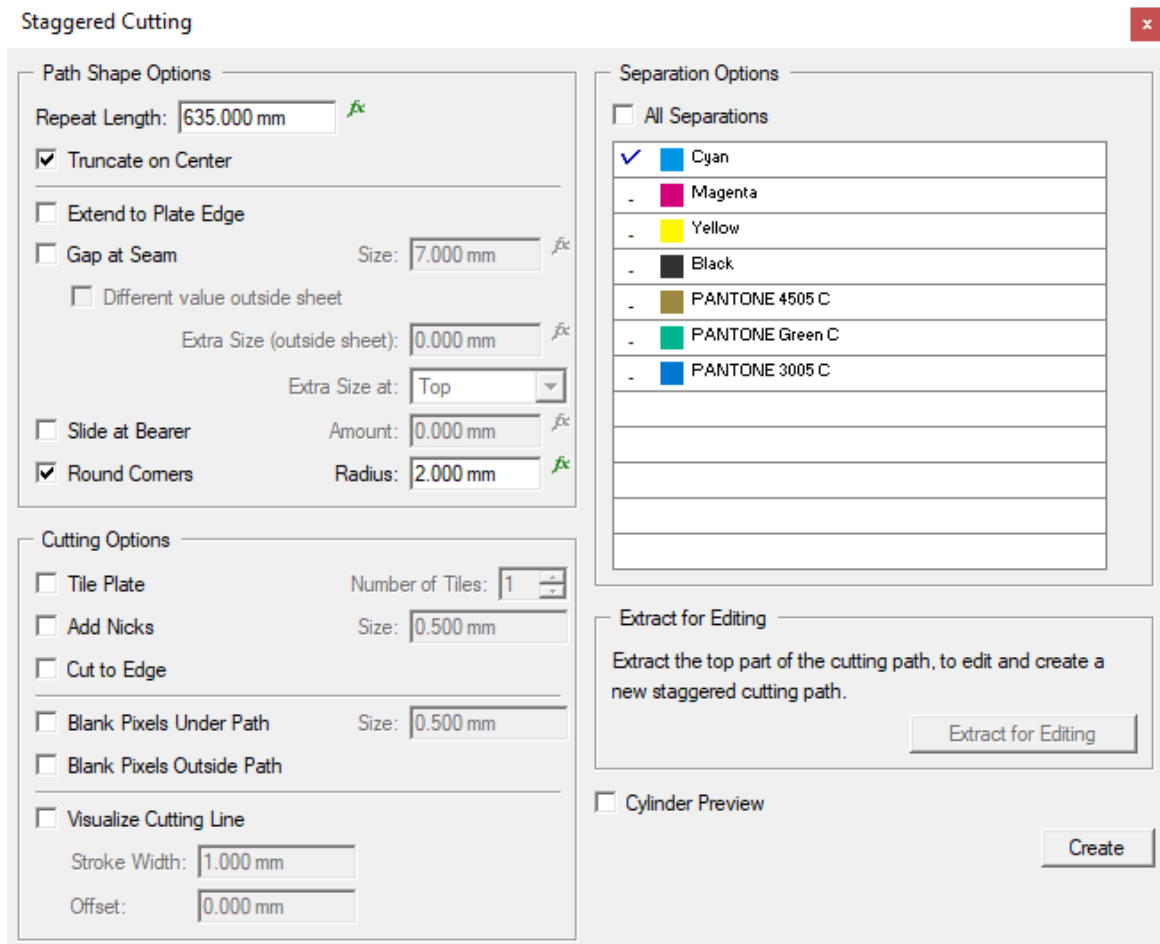 Staggered Cutting
x
Path Shape Options
Repeat Length: 635.000 mm fx
Truncate on Center
Extend to Plate Edge
Gap at Seam Size: 7.000 mm fx
Different value outside sheet
Extra Size (outside sheet): 0.000 mm fx
Extra Size at: Top
Slide at Bearer Amount: 0.000 mm fx
Round Corners Radius: 2.000 mm fx
Cutting Options
Tile Plate Number of Tiles: 1
Add Nicks Size: 0.500 mm
Cut to Edge
Blank Pixels Under Path Size: 0.500 mm
Blank Pixels Outside Path
Visualize Cutting Line
Stroke Width: 1.000 mm
Offset: 0.000 mm
Separation Options
All Separations
Cyan
- Magenta
- Yellow
- Black
- PANTONE 4505 C
- PANTONE Green C
- PANTONE 3005 C
Extract for Editing
Extract the top part of the cutting path, to edit and create a
new staggered cutting path.
Extract for Editing
Cylinder Preview
Create